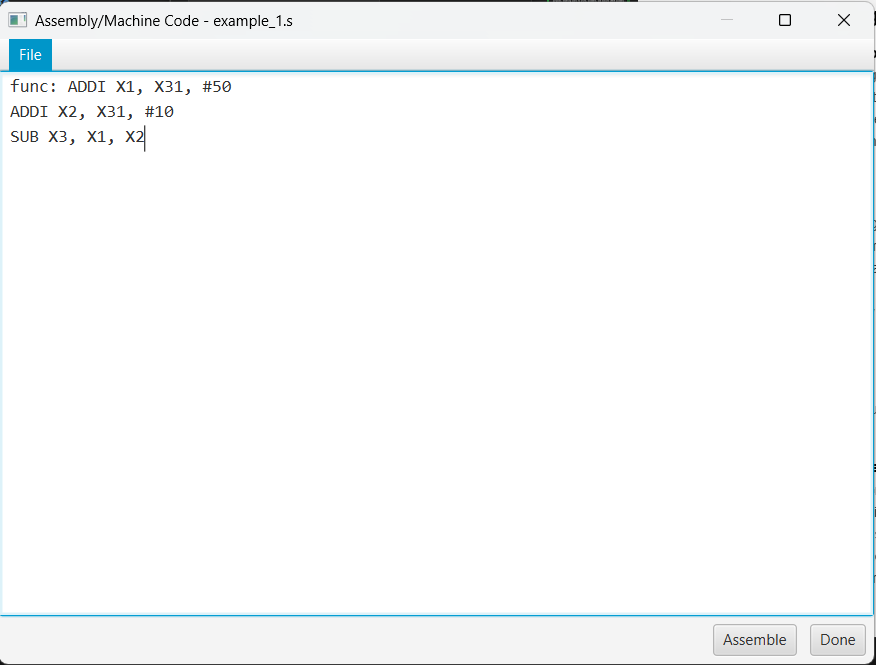 Assembly/Machine Code - example_1.s
File
func: ADDI X1, X31, #50
ADDI X2, X31, #10
SUB X3, X1, X2
Assemble
Done